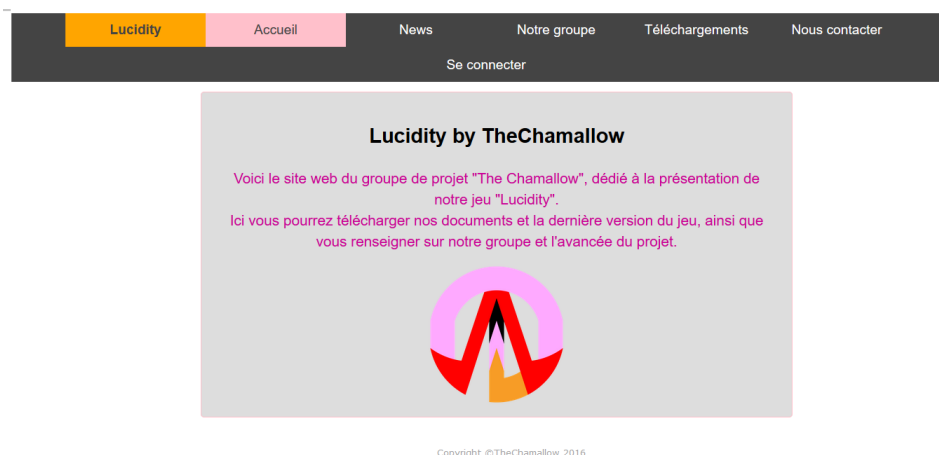 Lucidity Accueil News Notre groupe Téléchargements Nous contacter
Se connecter
Lucidity by TheChamallow
Voici le site web du groupe de projet "The Chamallow", dédié à la présentation de
notre jeu "Lucidity".
Ici vous pourrez télécharger nos documents et la dernière version du jeu, ainsi que
vous renseigner sur notre groupe et l'avancée du projet.
Copyright ©TheChamallow 2016